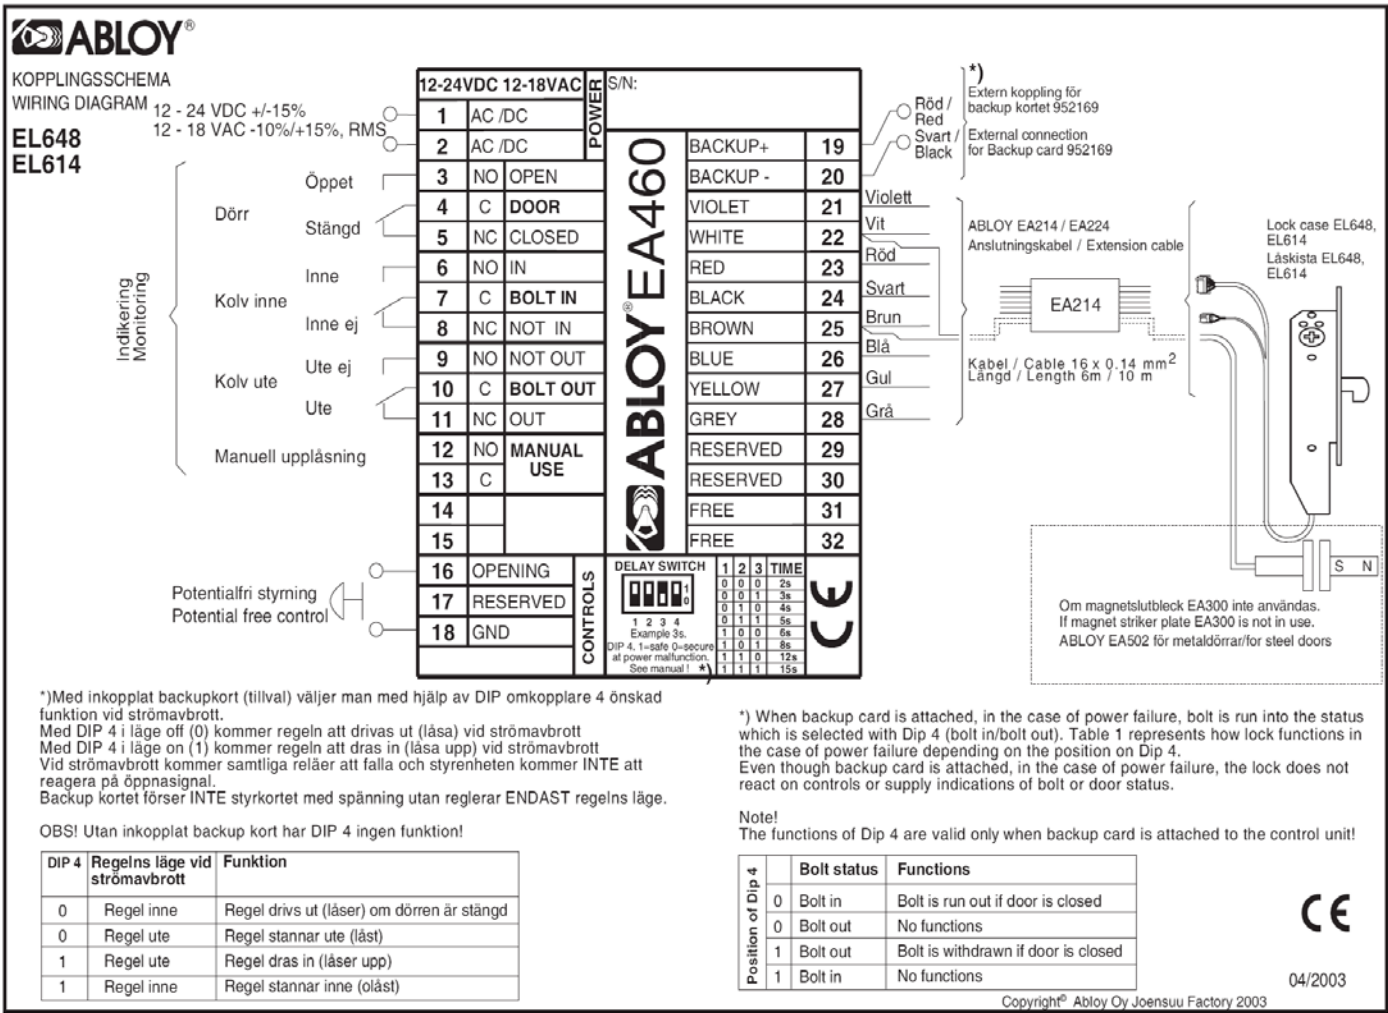 ABLOY®
KOPPLINGSSCHEMA
WIRING DIAGRAM
EL648
EL614
12 - 24 VDC +/-15%
12 - 18 VAC -10%/+15%, RMS
Indikering
Monitoring
Dörr
Öppet
Stängd
Kolv inne
Inne
Inne ej
Kolv ute
Ute ej
Ute
Manuell upplåsning
Potentialfri styrning
Potential free control
12-24VDC 12-18VAC
POWER
1 AC /DC
2 AC /DC
3 NO OPEN
4 C DOOR
5 NC CLOSED
6 NO IN
7 C BOLT IN
8 NC NOT IN
9 NO NOT OUT
10 C BOLT OUT
11 NC OUT
12 NO MANUAL
USE
13 C
14
15
16 OPENING
17 RESERVED
18 GND
CONTROLS
S/N:
ABLOY® EA460
BACKUP+ 19
BACKUP - 20
VIOLET 21
WHITE 22
RED 23
BLACK 24
BROWN 25
BLUE 26
YELLOW 27
GREY 28
RESERVED 29
RESERVED 30
FREE 31
FREE 32
DELAY SWITCH
1
0
1 2 3 4
Example 3s.
DIP 4. 1=safe 0=secure
at power malfunction.
See manual ! *)
1 2 3 TIME
0 0 0 2s
0 0 1 3s
0 1 0 4s
0 1 1 5s
1 0 0 6s
1 0 1 8s
1 1 0 12s
1 1 1 15s
CE
Röd /
Red
Svart /
Black
*)
Extern koppling för
backup kortet 952169
External connection
for Backup card 952169
Violett
Vit
Röd
Svart
Brun
Blå
Gul
Grå
ABLOY EA214 / EA224
Anslutningskabel / Extension cable
EA214
Kabel / Cable 16 x 0.14 mm²
Längd / Length 6m / 10 m
Lock case EL648,
EL614
Låskista EL648,
EL614
S N
Om magnetslutbleck EA300 inte användas.
If magnet striker plate EA300 is not in use.
ABLOY EA502 för metaldörrar/for steel doors
*)Med inkopplat backupkort (tillval) väljer man med hjälp av DIP omkopplare 4 önskad
funktion vid strömavbrott.
Med DIP 4 i läge off (0) kommer regeln att drivas ut (låsa) vid strömavbrott
Med DIP 4 i läge on (1) kommer regeln att dras in (låsa upp) vid strömavbrott
Vid strömavbrott kommer samtliga reläer att falla och styrenheten kommer INTE att
reagera på öppnasignal.
Backup kortet förser INTE styrkortet med spänning utan reglerar ENDAST regelns läge.
OBS! Utan inkopplat backup kort har DIP 4 ingen funktion!
DIP 4 Regelns läge vid Funktion
strömavbrott
0 Regel inne Regel drivs ut (låser) om dörren är stängd
0 Regel ute Regel stannar ute (låst)
1 Regel ute Regel dras in (låser upp)
1 Regel inne Regel stannar inne (olåst)
*) When backup card is attached, in the case of power failure, bolt is run into the status
which is selected with Dip 4 (bolt in/bolt out). Table 1 represents how lock functions in
the case of power failure depending on the position on Dip 4.
Even though backup card is attached, in the case of power failure, the lock does not
react on controls or supply indications of bolt or door status.
Note!
The functions of Dip 4 are valid only when backup card is attached to the control unit!
Position of Dip 4
Bolt status Functions
0 Bolt in Bolt is run out if door is closed
0 Bolt out No functions
1 Bolt out Bolt is withdrawn if door is closed
1 Bolt in No functions
CE
04/2003
Copyright© Abloy Oy Joensuu Factory 2003